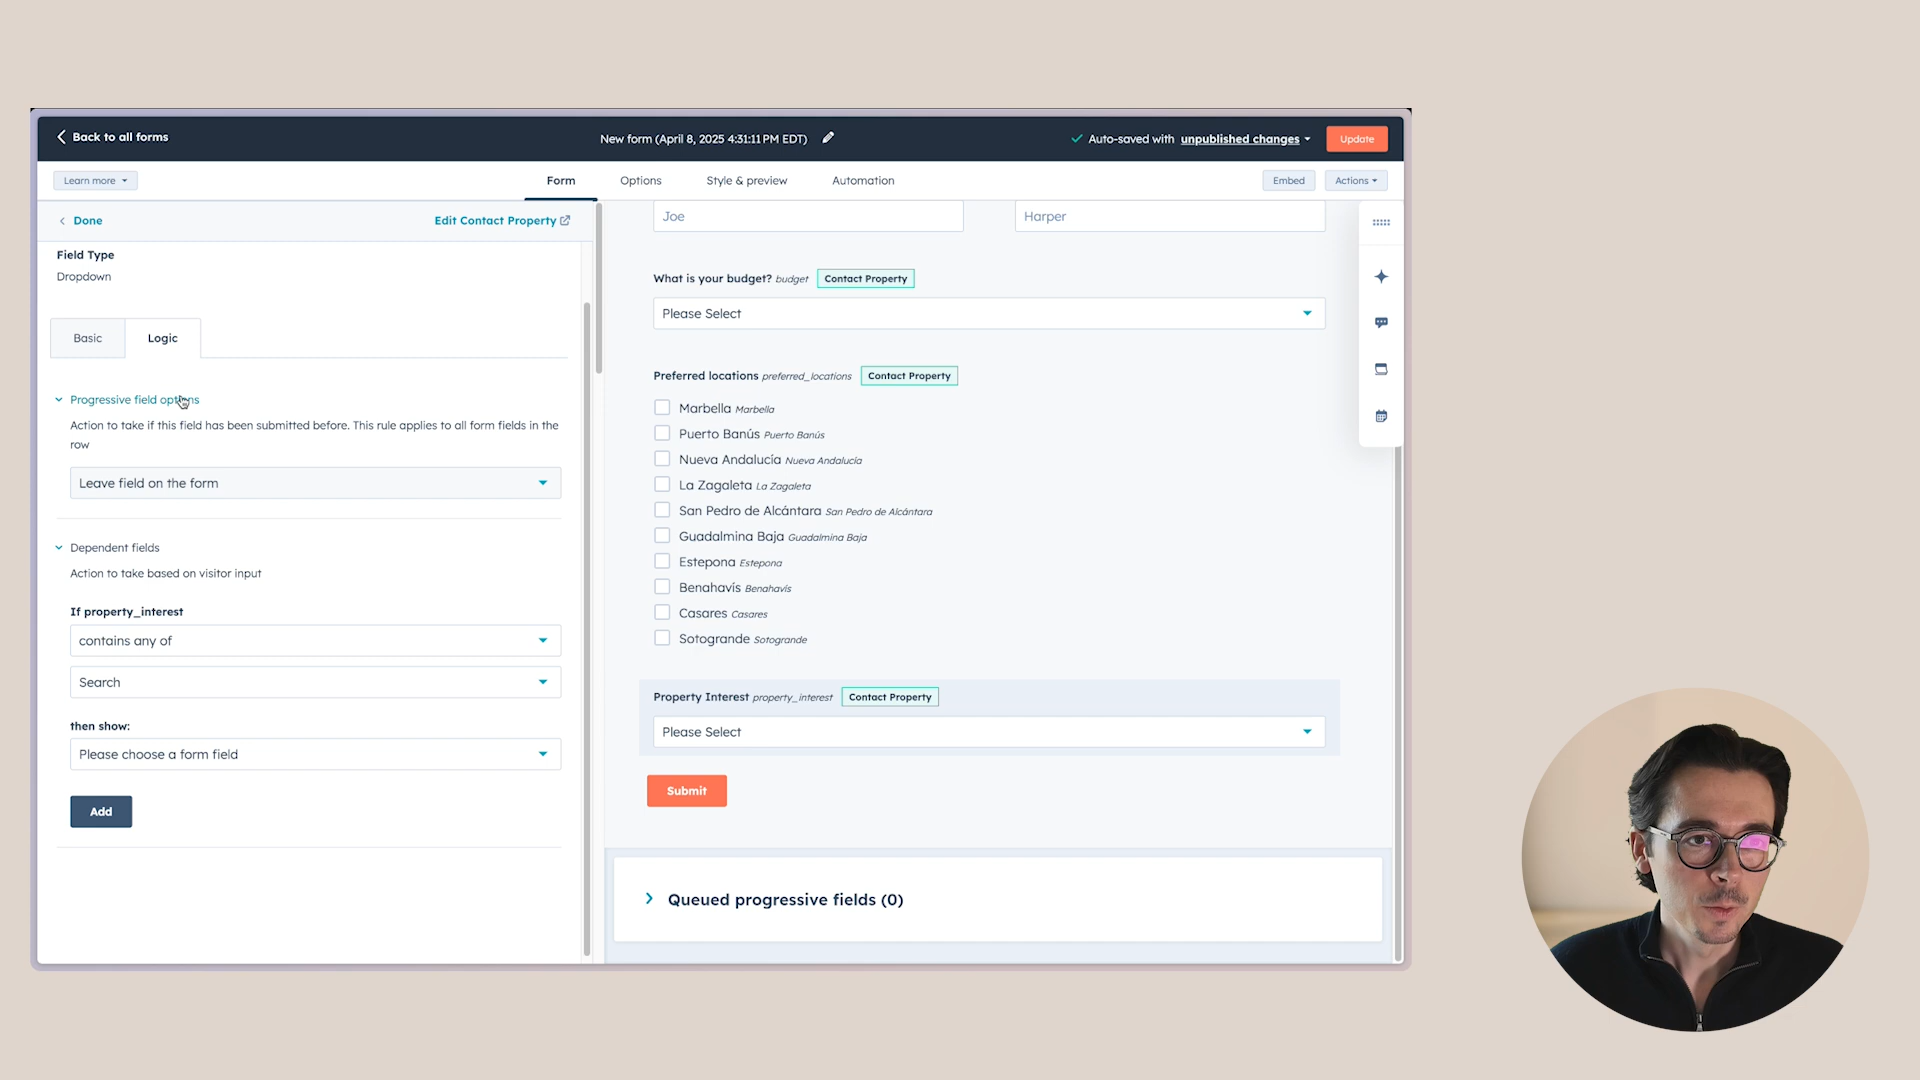 Back to all forms
New form (April 8, 2025 4:31:11 PM EDT)
Auto-saved with unpublished changes
Update
Learn more
Form
Options
Style & preview
Automation
Embed
Actions
Done
Edit Contact Property
Field Type
Dropdown
Basic
Logic
Progressive field options
Action to take if this field has been submitted before. This rule applies to all form fields in the
row
Leave field on the form
Dependent fields
Action to take based on visitor input
If property_interest
contains any of
Search
then show:
Please choose a form field
Add
Joe
Harper
What is your budget? budget Contact Property
Please Select
Preferred locations preferred_locations Contact Property
Marbella Marbella
Puerto Banús Puerto Banús
Nueva Andalucía Nueva Andalucía
La Zagaleta La Zagaleta
San Pedro de Alcántara San Pedro de Alcántara
Guadalmina Baja Guadalmina Baja
Estepona Estepona
Benahavís Benahavís
Casares Casares
Sotogrande Sotogrande
Property Interest property_interest Contact Property
Please Select
Submit
Queued progressive fields (0)